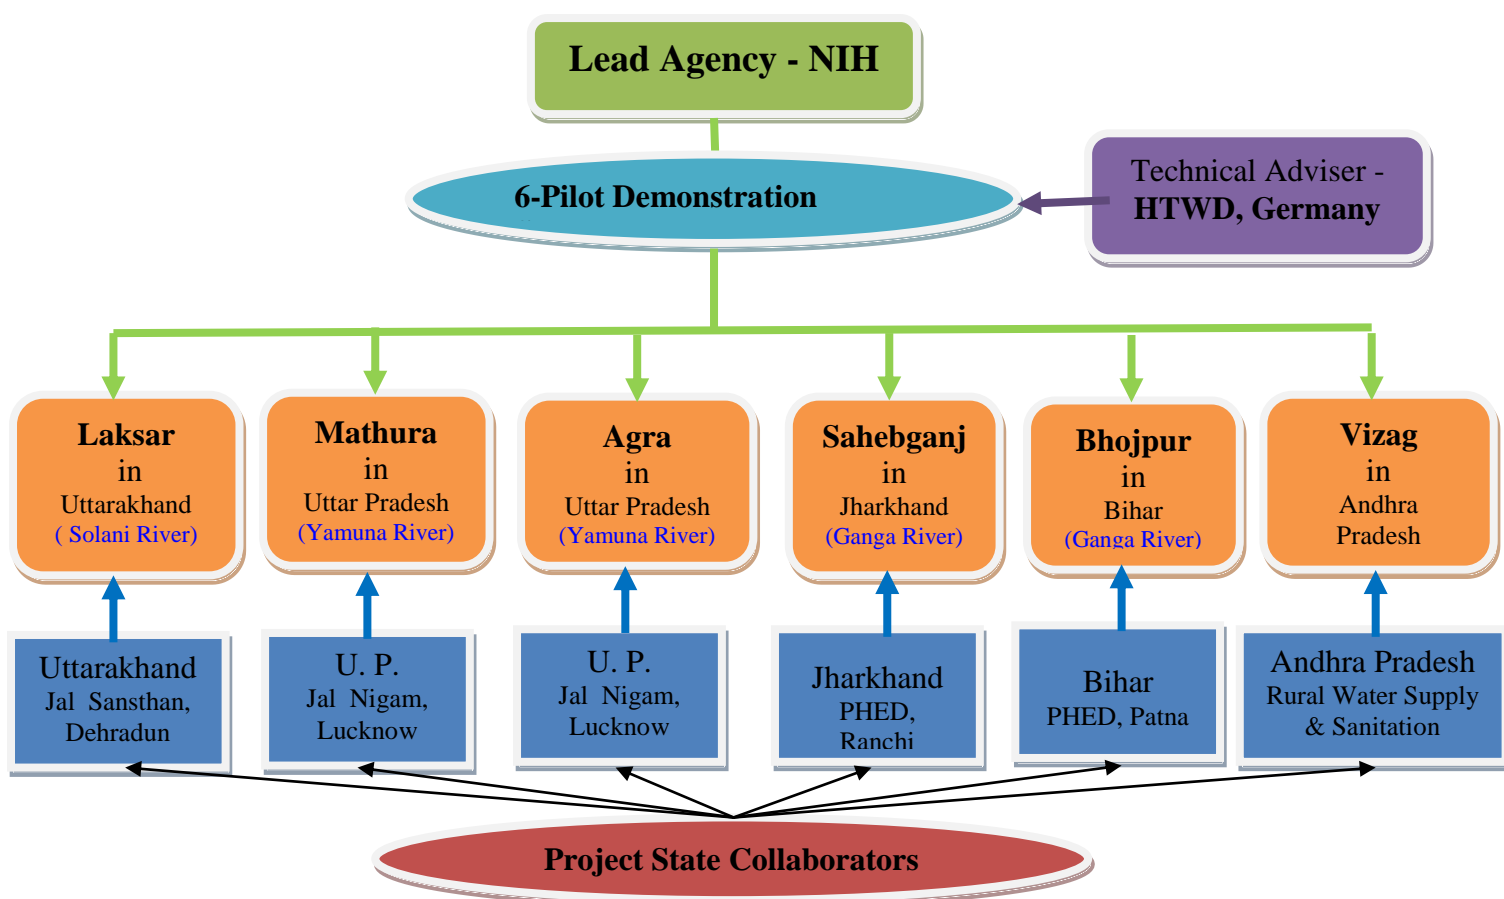 Lead Agency - NIH
6-Pilot Demonstration
Technical Adviser -
HTWD, Germany
Laksar
in
Uttarakhand
( Solani River)
Mathura
in
Uttar Pradesh
(Yamuna River)
Agra
in
Uttar Pradesh
(Yamuna River)
Sahebganj
in
Jharkhand
(Ganga River)
Bhojpur
in
Bihar
(Ganga River)
Vizag
in
Andhra
Pradesh
Uttarakhand
Jal Sansthan,
Dehradun
U. P.
Jal Nigam,
Lucknow
U. P.
Jal Nigam,
Lucknow
Jharkhand
PHED,
Ranchi
Bihar
PHED, Patna
Andhra Pradesh
Rural Water Supply
& Sanitation
Project State Collaborators